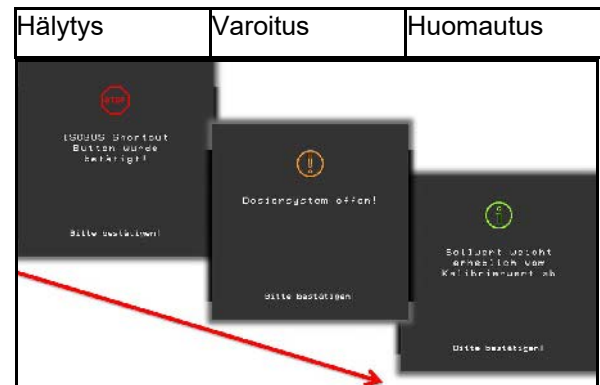 Hälytys
Varoitus
Huomautus
STOP
ISOBUS Shortcut
Button wurde
betätigt!
Bitte bestätigen!
Dosiersystem offen!
Bitte bestätigen!
Sollwert weicht
erheblich vom
Kalibrierwert ab
Bitte bestätigen!